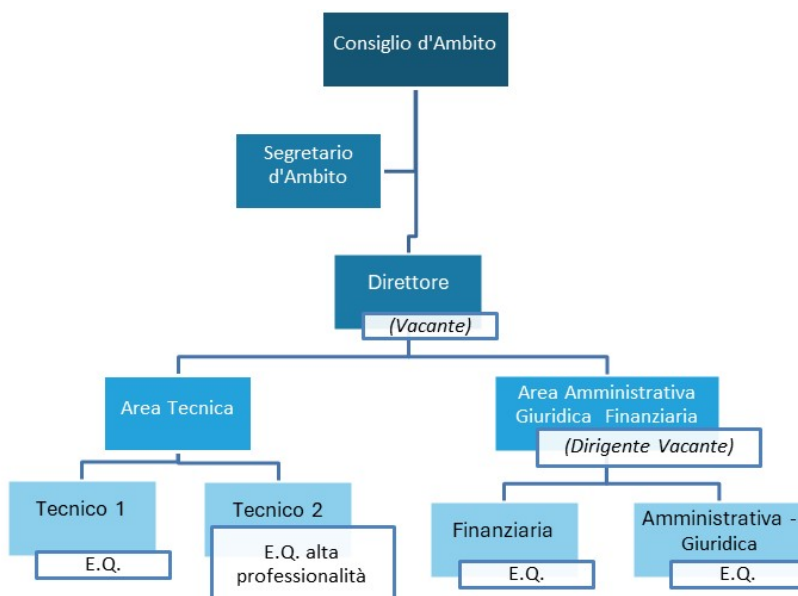 Consiglio d'Ambito
Segretario
d'Ambito
Direttore
(Vacante)
Area Tecnica
Area Amministrativa
Giuridica Finanziaria
(Dirigente Vacante)
Tecnico 1
E.Q.
Tecnico 2
E.Q. alta
professionalità
Finanziaria
E.Q.
Amministrativa -
Giuridica
E.Q.